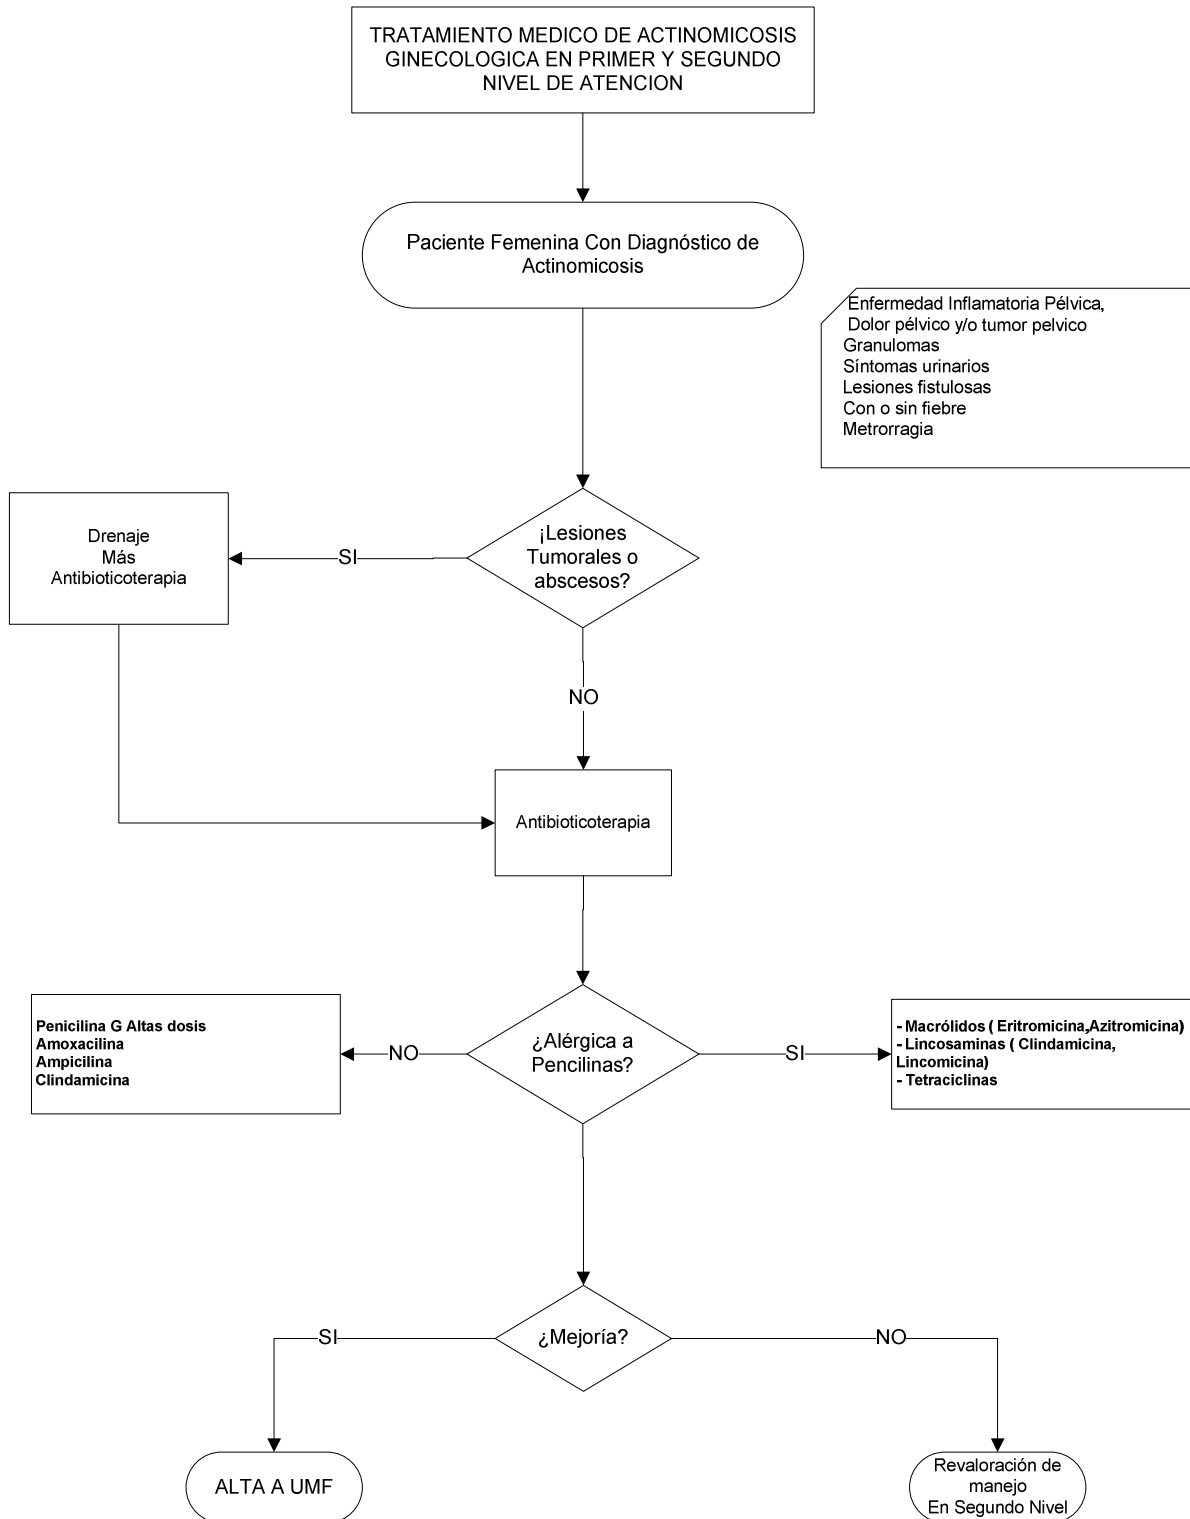 TRATAMIENTO MEDICO DE ACTINOMICOSIS
GINECOLOGICA EN PRIMER Y SEGUNDO
NIVEL DE ATENCION
Paciente Femenina Con Diagnóstico de
Actinomicosis
Enfermedad Inflamatoria Pélvica,
Dolor pélvico y/o tumor pelvico
Granulomas
Síntomas urinarios
Lesiones fistulosas
Con o sin fiebre
Metrorragia
¡Lesiones
Tumorales o
abscesos?
SI
Drenaje
Más
Antibioticoterapia
NO
Antibioticoterapia
¿Alérgica a
Pencilinas?
NO
Penicilina G Altas dosis
Amoxacilina
Ampicilina
Clindamicina
SI
- Macrólidos ( Eritromicina,Azitromicina)
- Lincosaminas ( Clindamicina,
Lincomicina)
- Tetraciclinas
¿Mejoría?
SI
NO
ALTA A UMF
Revaloración de
manejo
En Segundo Nivel